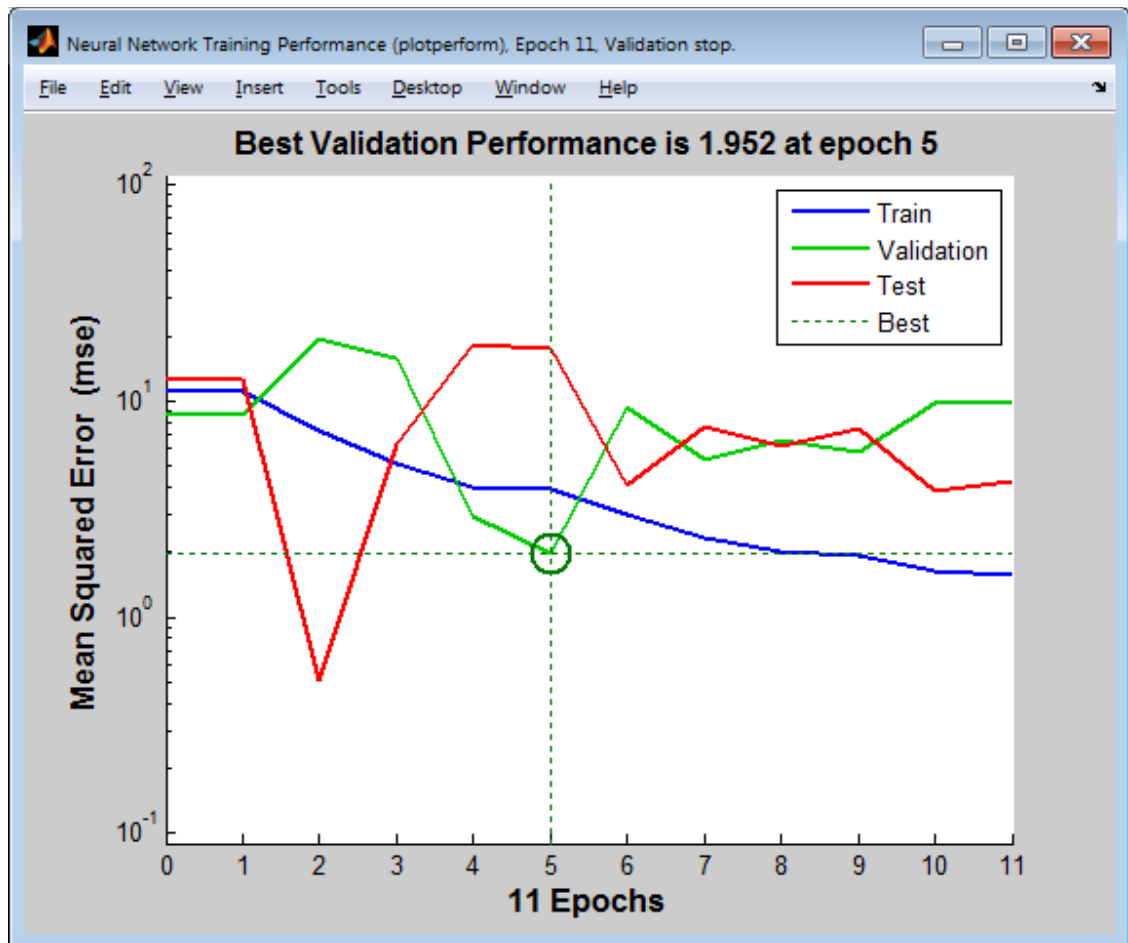 Neural Network Training Performance (plotperform), Epoch 11, Validation stop.
File Edit View Insert Tools Desktop Window Help
Best Validation Performance is 1.952 at epoch 5
Mean Squared Error (mse)
10^2
10^1
10^0
10^-1
Train
Validation
Test
Best
0 1 2 3 4 5 6 7 8 9 10 11
11 Epochs